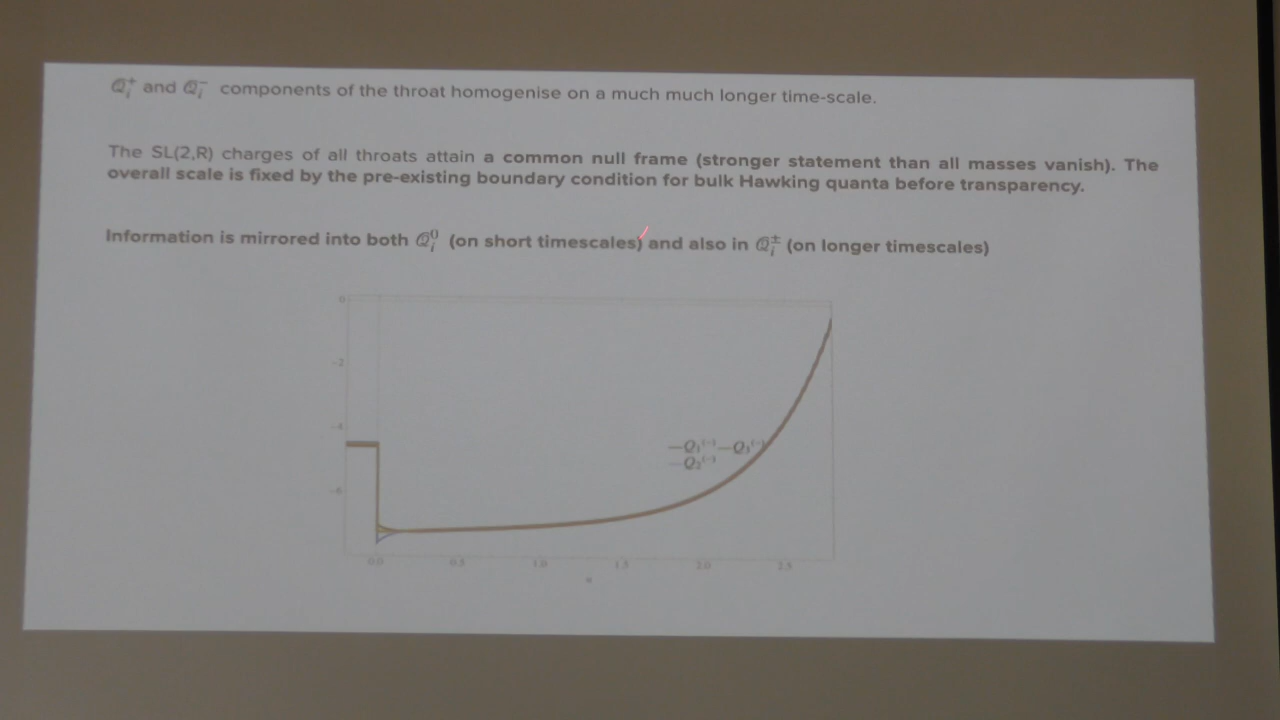 Q_i^+ and Q_i^- components of the throat homogenise on a much much longer time-scale.
The SL(2,R) charges of all throats attain a common null frame (stronger statement than all masses vanish). The
overall scale is fixed by the pre-existing boundary condition for bulk Hawking quanta before transparency.
Information is mirrored into both Q_i^0 (on short timescales) and also in Q_i^± (on longer timescales)
0
-2
-4
-6
—Q₁⁽⁻⁾ —Q₃⁽⁻⁾
—Q₂⁽⁻⁾
0.0 0.5 1.0 1.5 2.0 2.5
u